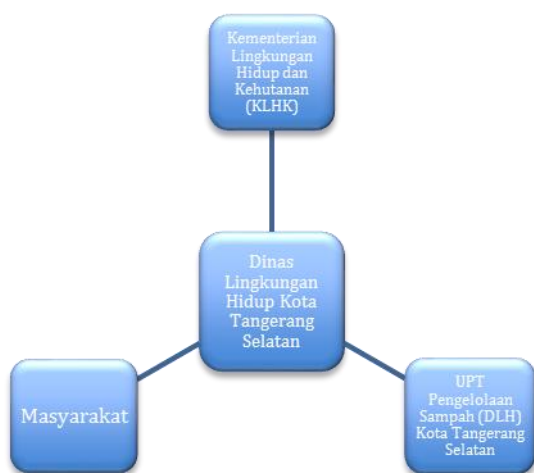 Kementerian
Lingkungan
Hidup dan
Kehutanan
(KLHK)
Dinas
Lingkungan
Hidup Kota
Tangerang
Selatan
Masyarakat
UPT
Pengelolaan
Sampah (DLH)
Kota Tangerang
Selatan